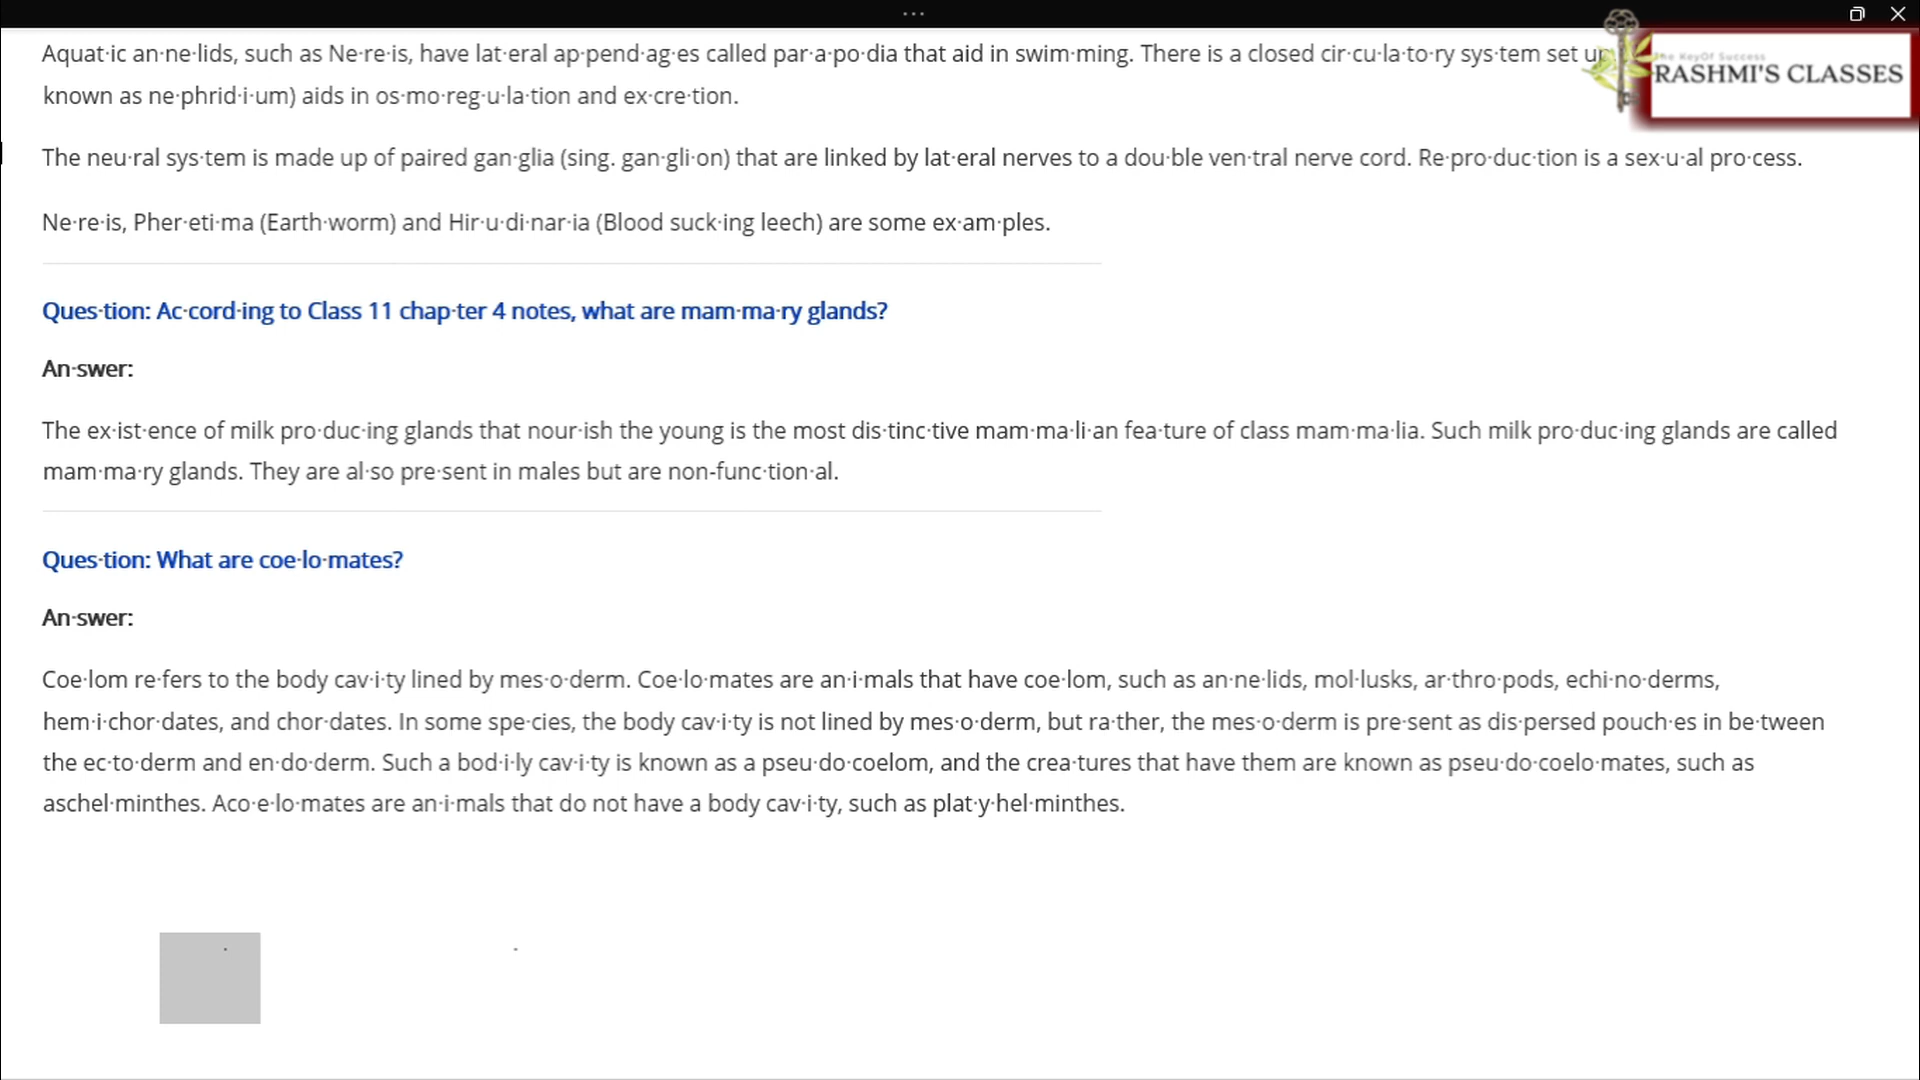 Aquat·ic an·ne·lids, such as Ne·re·is, have lat·eral ap·pend·ag·es called par·a·po·dia that aid in swim·ming. There is a closed cir·cu·la·to·ry sys·tem set up
known as ne·phrid·i·um) aids in os·mo·reg·u·la·tion and ex·cre·tion.
The KeyOf Success
RASHMI'S CLASSES
The neu·ral sys·tem is made up of paired gan·glia (sing. gan·gli·on) that are linked by lat·eral nerves to a dou·ble ven·tral nerve cord. Re·pro·duc·tion is a sex·u·al pro·cess.
Ne·re·is, Pher·eti·ma (Earth·worm) and Hir·u·di·nar·ia (Blood suck·ing leech) are some ex·am·ples.
Ques·tion: Ac·cord·ing to Class 11 chap·ter 4 notes, what are mam·ma·ry glands?
An·swer:
The ex·ist·ence of milk pro·duc·ing glands that nour·ish the young is the most dis·tinc·tive mam·ma·li·an fea·ture of class mam·ma·lia. Such milk pro·duc·ing glands are called
mam·ma·ry glands. They are al·so pre·sent in males but are non-func·tion·al.
Ques·tion: What are coe·lo·mates?
An·swer:
Coe·lom re·fers to the body cav·i·ty lined by mes·o·derm. Coe·lo·mates are an·i·mals that have coe·lom, such as an·ne·lids, mol·lusks, ar·thro·pods, echi·no·derms,
hem·i·chor·dates, and chor·dates. In some spe·cies, the body cav·i·ty is not lined by mes·o·derm, but ra·ther, the mes·o·derm is pre·sent as dis·persed pouch·es in be·tween
the ec·to·derm and en·do·derm. Such a bod·i·ly cav·i·ty is known as a pseu·do·coelom, and the crea·tures that have them are known as pseu·do·coelo·mates, such as
aschel·minthes. Aco·e·lo·mates are an·i·mals that do not have a body cav·i·ty, such as plat·y·hel·minthes.